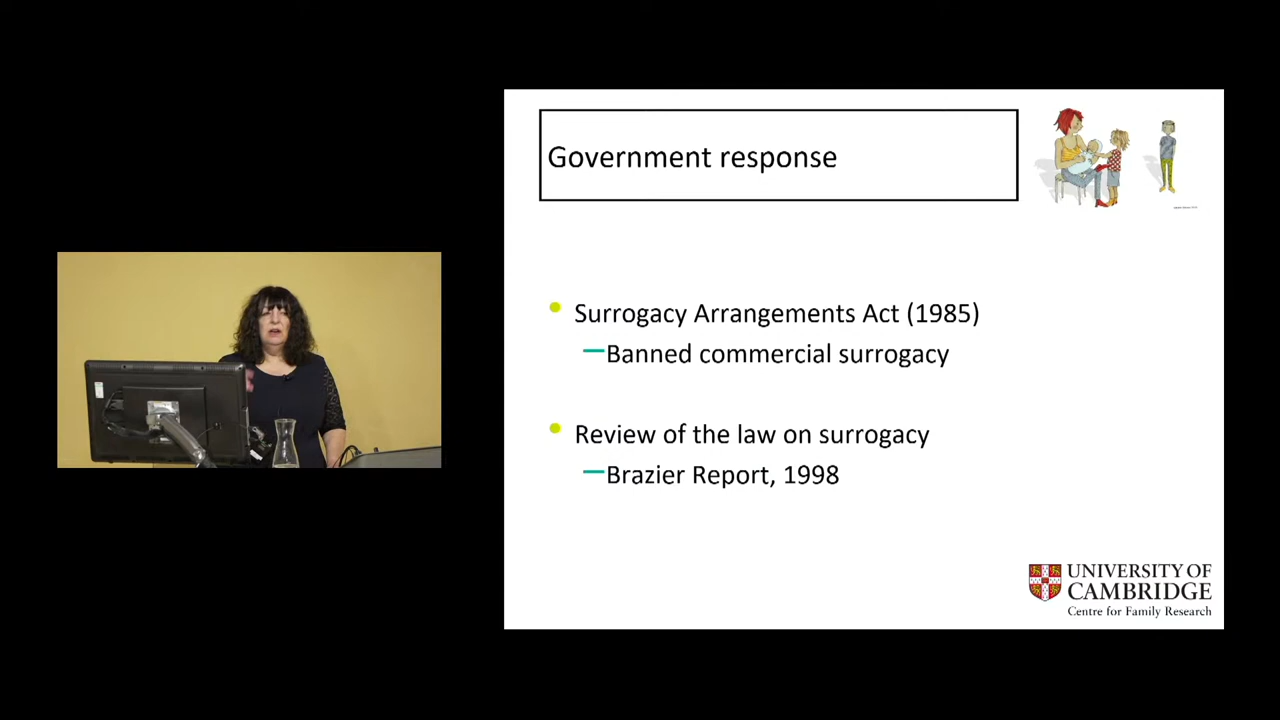 Government response
Surrogacy Arrangements Act (1985)
Banned commercial surrogacy
Review of the law on surrogacy
Brazier Report, 1998
UNIVERSITY OF
CAMBRIDGE
Centre for Family Research